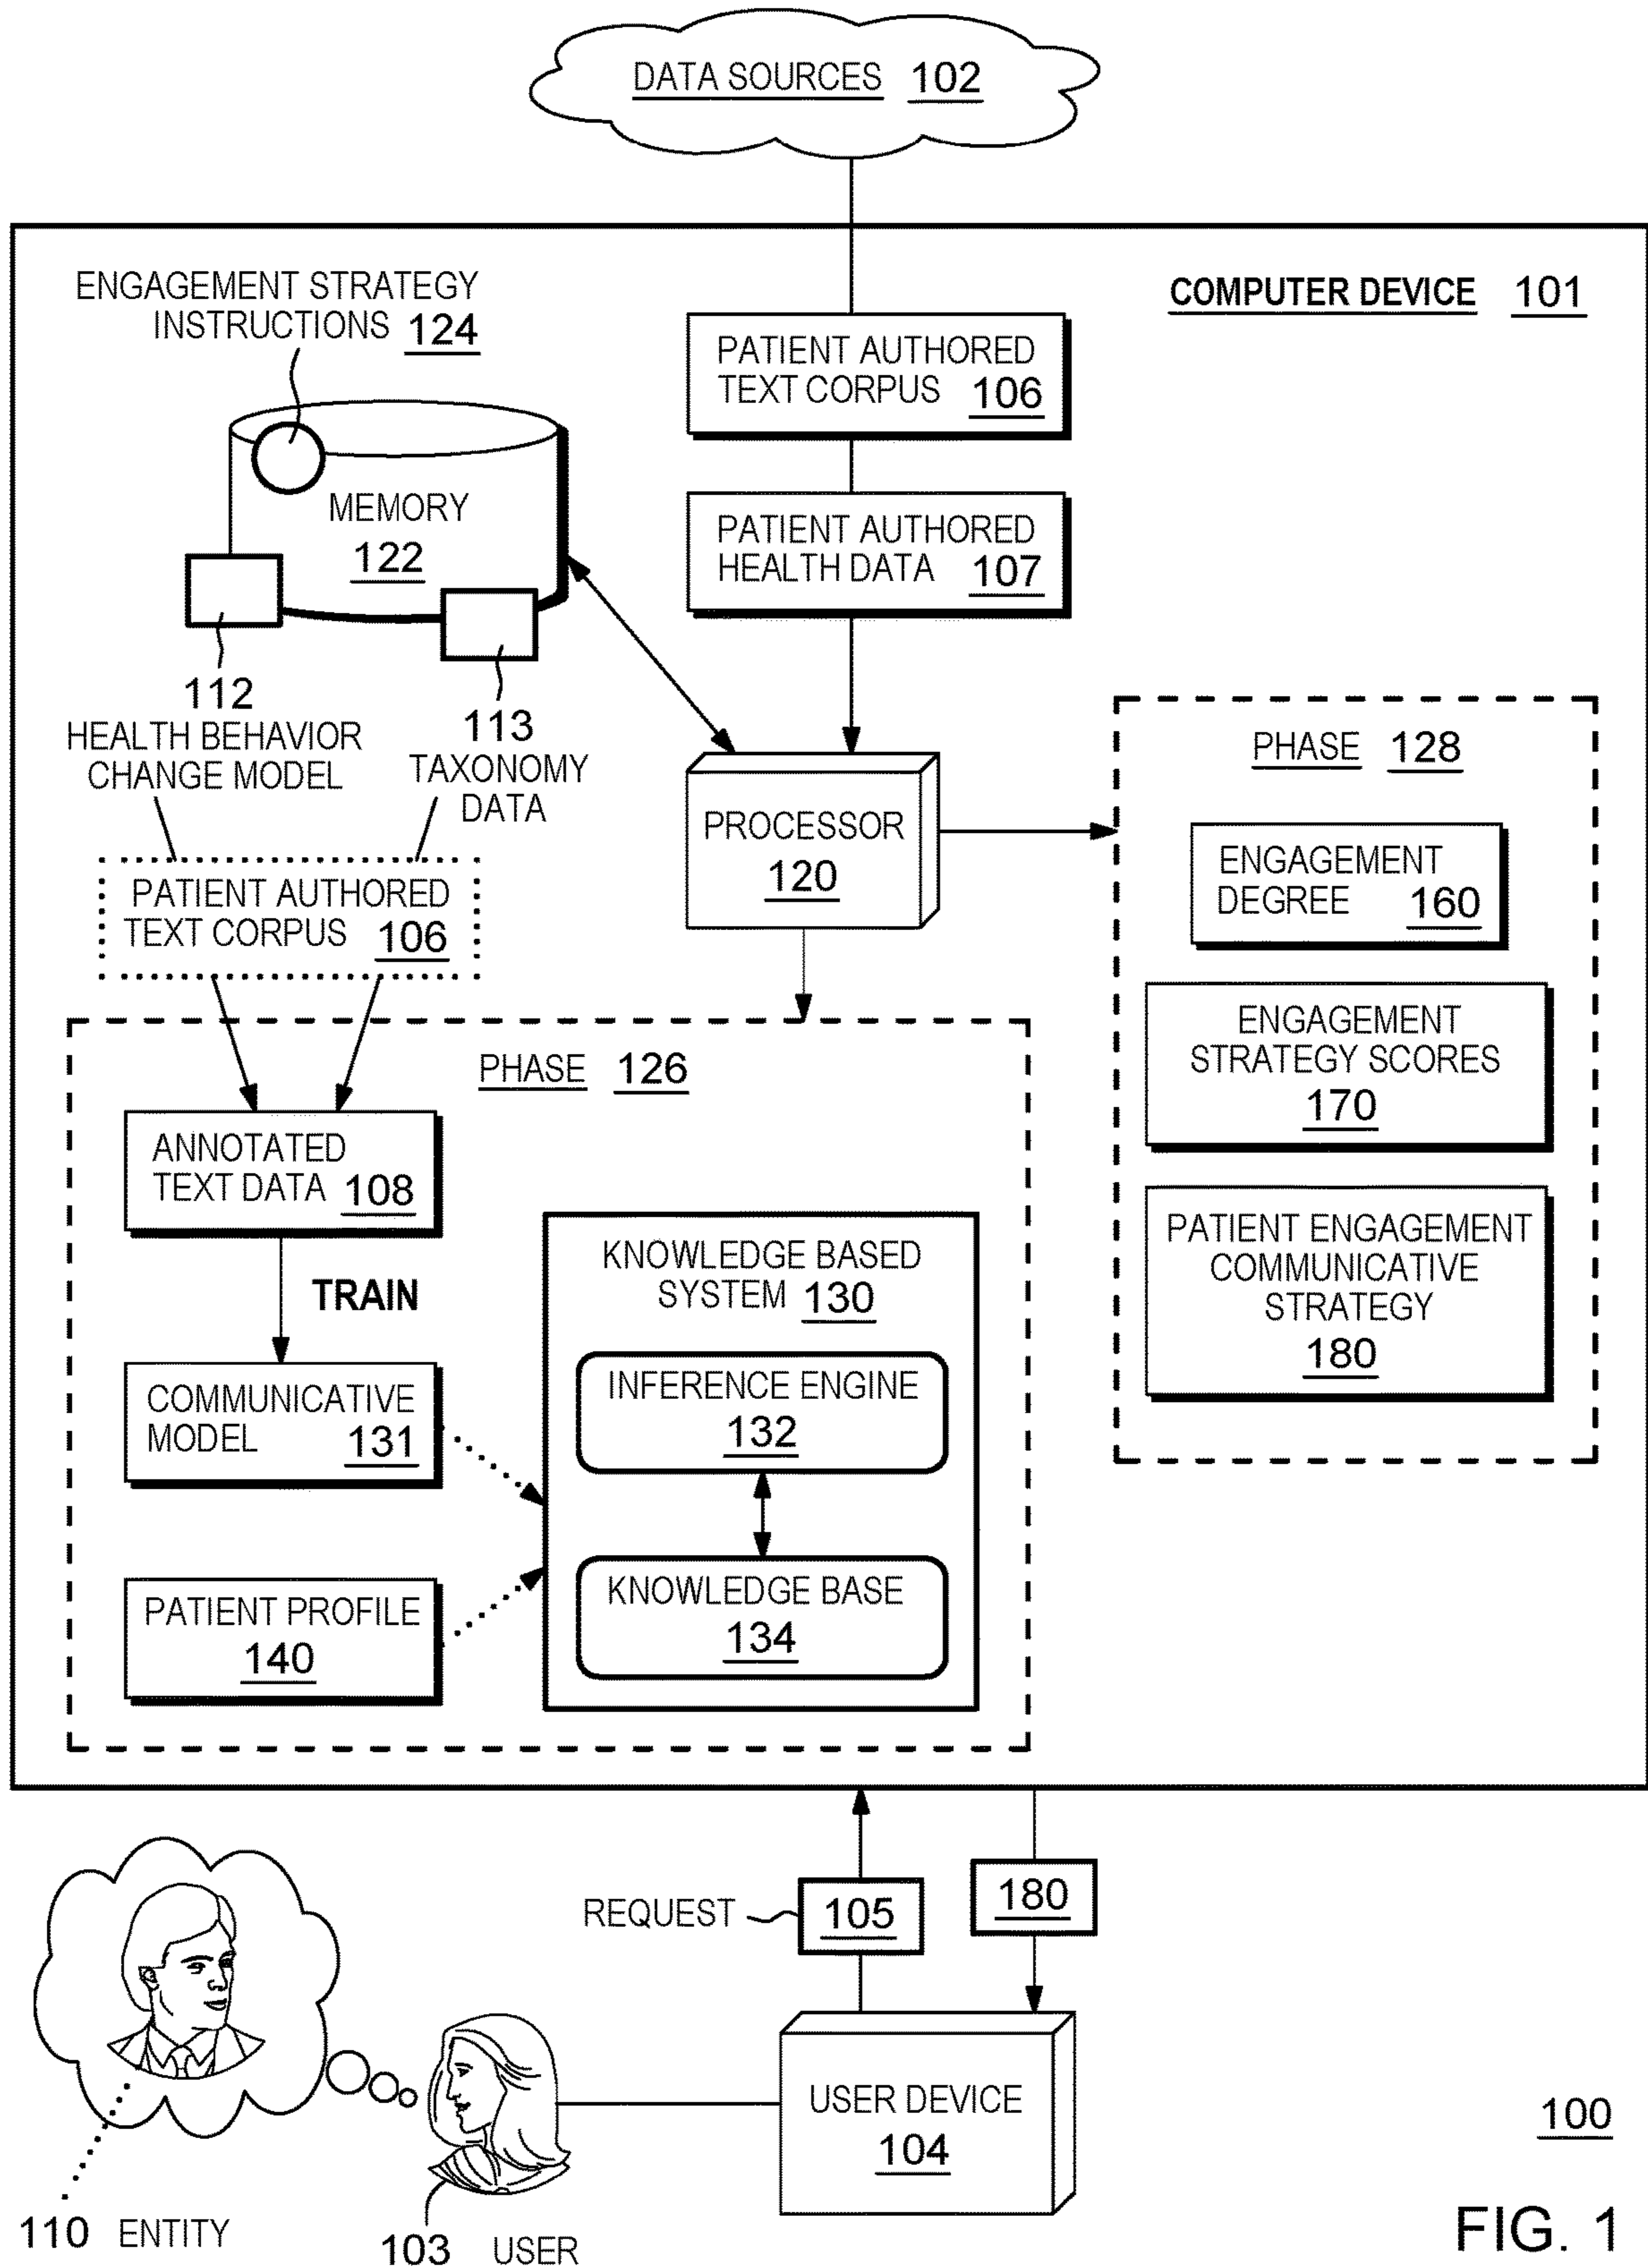 DATA SOURCES 102
COMPUTER DEVICE 101
ENGAGEMENT STRATEGY
INSTRUCTIONS 124
PATIENT AUTHORED
TEXT CORPUS 106
MEMORY
122
PATIENT AUTHORED
HEALTH DATA 107
112
HEALTH BEHAVIOR
CHANGE MODEL
113
TAXONOMY
DATA
PROCESSOR
120
PATIENT AUTHORED
TEXT CORPUS 106
PHASE 128
ENGAGEMENT
DEGREE 160
ENGAGEMENT
STRATEGY SCORES
170
PATIENT ENGAGEMENT
COMMUNICATIVE
STRATEGY
180
PHASE 126
ANNOTATED
TEXT DATA 108
TRAIN
COMMUNICATIVE
MODEL 131
PATIENT PROFILE
140
KNOWLEDGE BASED
SYSTEM 130
INFERENCE ENGINE
132
KNOWLEDGE BASE
134
REQUEST 105
180
USER DEVICE
104
110 ENTITY
103 USER
100
FIG. 1